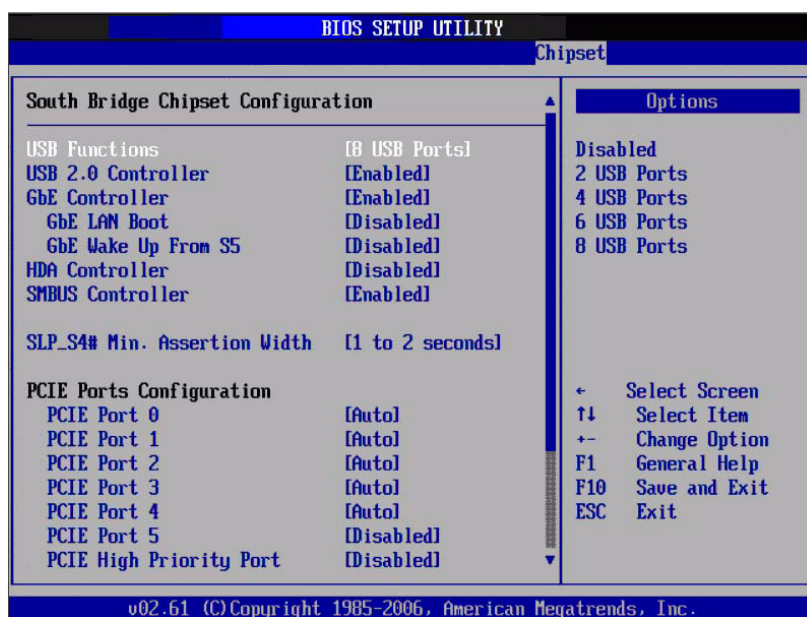 BIOS SETUP UTILITY
Chipset
South Bridge Chipset Configuration
USB Functions [8 USB Ports]
USB 2.0 Controller [Enabled]
GbE Controller [Enabled]
GbE LAN Boot [Disabled]
GbE Wake Up From S5 [Disabled]
HDA Controller [Disabled]
SMBUS Controller [Enabled]
SLP_S4# Min. Assertion Width [1 to 2 seconds]
PCIE Ports Configuration
PCIE Port 0 [Auto]
PCIE Port 1 [Auto]
PCIE Port 2 [Auto]
PCIE Port 3 [Auto]
PCIE Port 4 [Auto]
PCIE Port 5 [Disabled]
PCIE High Priority Port [Disabled]
Options
Disabled
2 USB Ports
4 USB Ports
6 USB Ports
8 USB Ports
← Select Screen
↑↓ Select Item
+- Change Option
F1 General Help
F10 Save and Exit
ESC Exit
v02.61 (C)Copyright 1985-2006, American Megatrends, Inc.